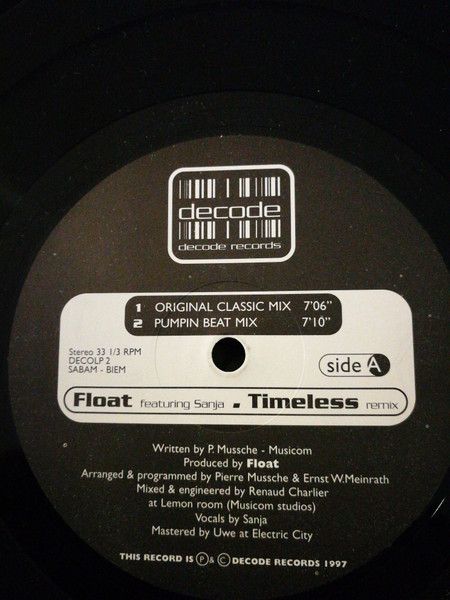 decode
decode records
1 ORIGINAL CLASSIC MIX 7'06"
2 PUMPIN BEAT MIX 7'10"
Stereo 33 1/3 RPM
DECOLP 2
SABAM - BIEM
side A
Float featuring Sanja . Timeless remix
Written by P. Mussche - Musicom
Produced by Float
Arranged & programmed by Pierre Mussche & Ernst W.Meinrath
Mixed & engineered by Renaud Charlier
at Lemon room (Musicom studios)
Vocals by Sanja
Mastered by Uwe at Electric City
THIS RECORD IS ℗ & © DECODE RECORDS 1997